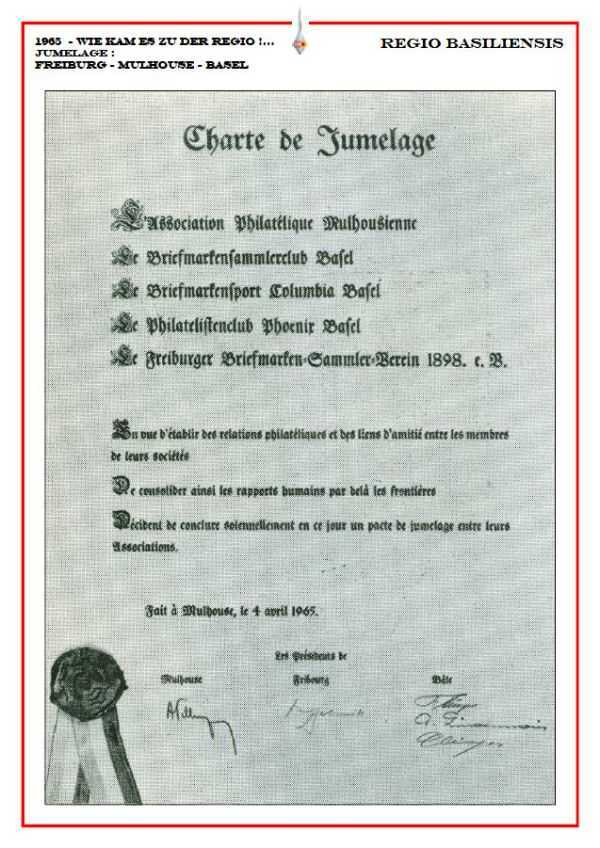 1965 - WIE KAM ES ZU DER REGIO !...
JUMELAGE :
FREIBURG - MULHOUSE - BASEL
REGIO BASILIENSIS
Charte de Jumelage
L'Association Philatélique Mulhousienne
Le Briefmarkensammlerclub Basel
Le Briefmarkensport Columbia Basel
Le Philatelistenclub Phoenix Basel
Le Freiburger Briefmarken-Sammler-Verein 1898. e. V.
En vue d'établir des relations philatéliques et des liens d'amitié entre les membres
de leurs sociétés
De consolider ainsi les rapports humains par delà les frontières
Décident de conclure solennellement en ce jour un pacte de jumelage entre leurs
Associations.
Fait à Mulhouse, le 4 avril 1965.
Les Présidents de
Mulhouse Fribourg Bâle